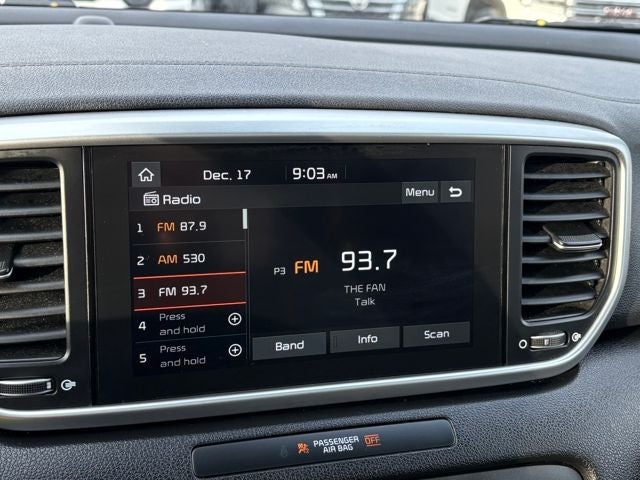 Dec. 17 9:03 AM
Radio Menu
1 FM 87.9
2 AM 530
3 FM 93.7
4 Press and hold
5 Press and hold
P3 FM 93.7
THE FAN
Talk
Band Info Scan
PASSENGER
AIR BAG OFF